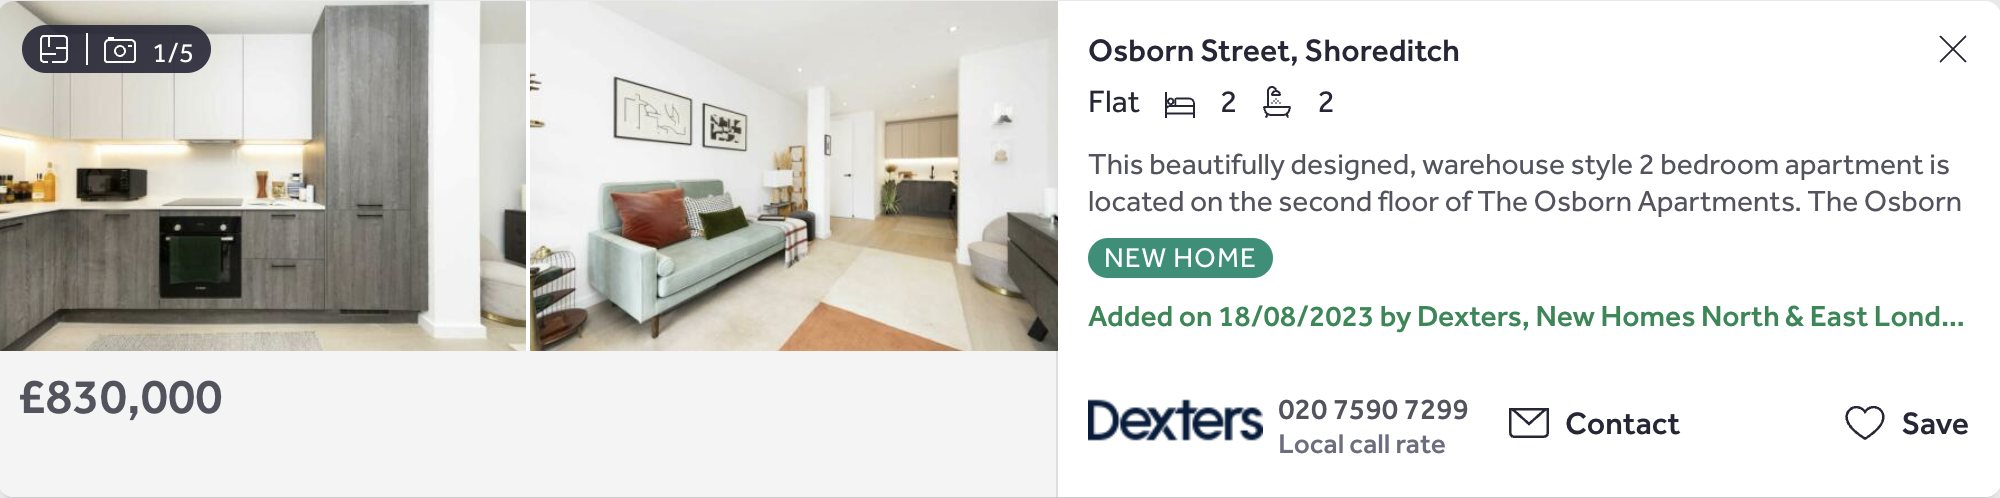 1/5
£830,000
Osborn Street, Shoreditch
Flat 2 2
This beautifully designed, warehouse style 2 bedroom apartment is
located on the second floor of The Osborn Apartments. The Osborn
NEW HOME
Added on 18/08/2023 by Dexters, New Homes North & East Lond...
Dexters
020 7590 7299
Local call rate
Contact
Save